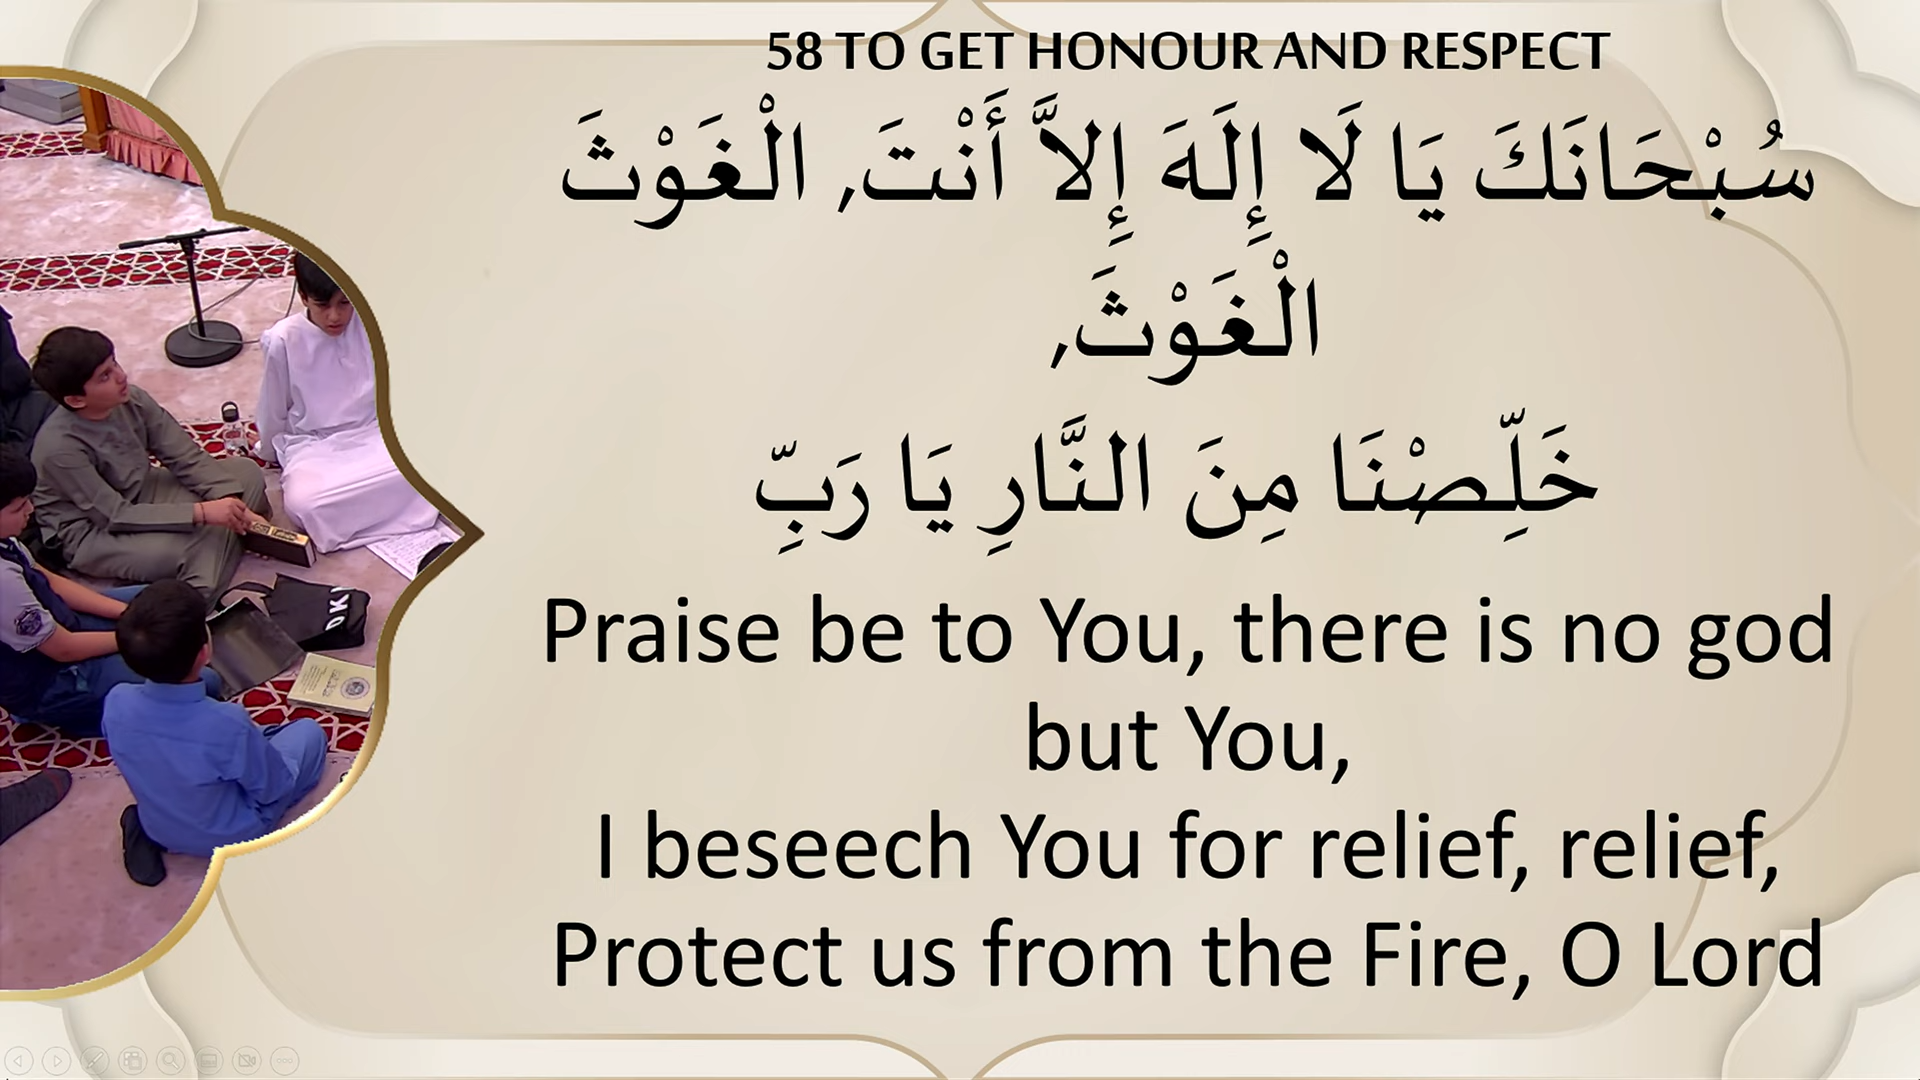 58 TO GET HONOUR AND RESPECT
سُبْحَانَكَ يَا لَا إِلَهَ إِلاَّ أَنْتَ, الْغَوْثَ
الْغَوْثَ,
خَلِّصْنَا مِنَ النَّارِ يَا رَبِّ
Praise be to You, there is no god
but You,
I beseech You for relief, relief,
Protect us from the Fire, O Lord
DK